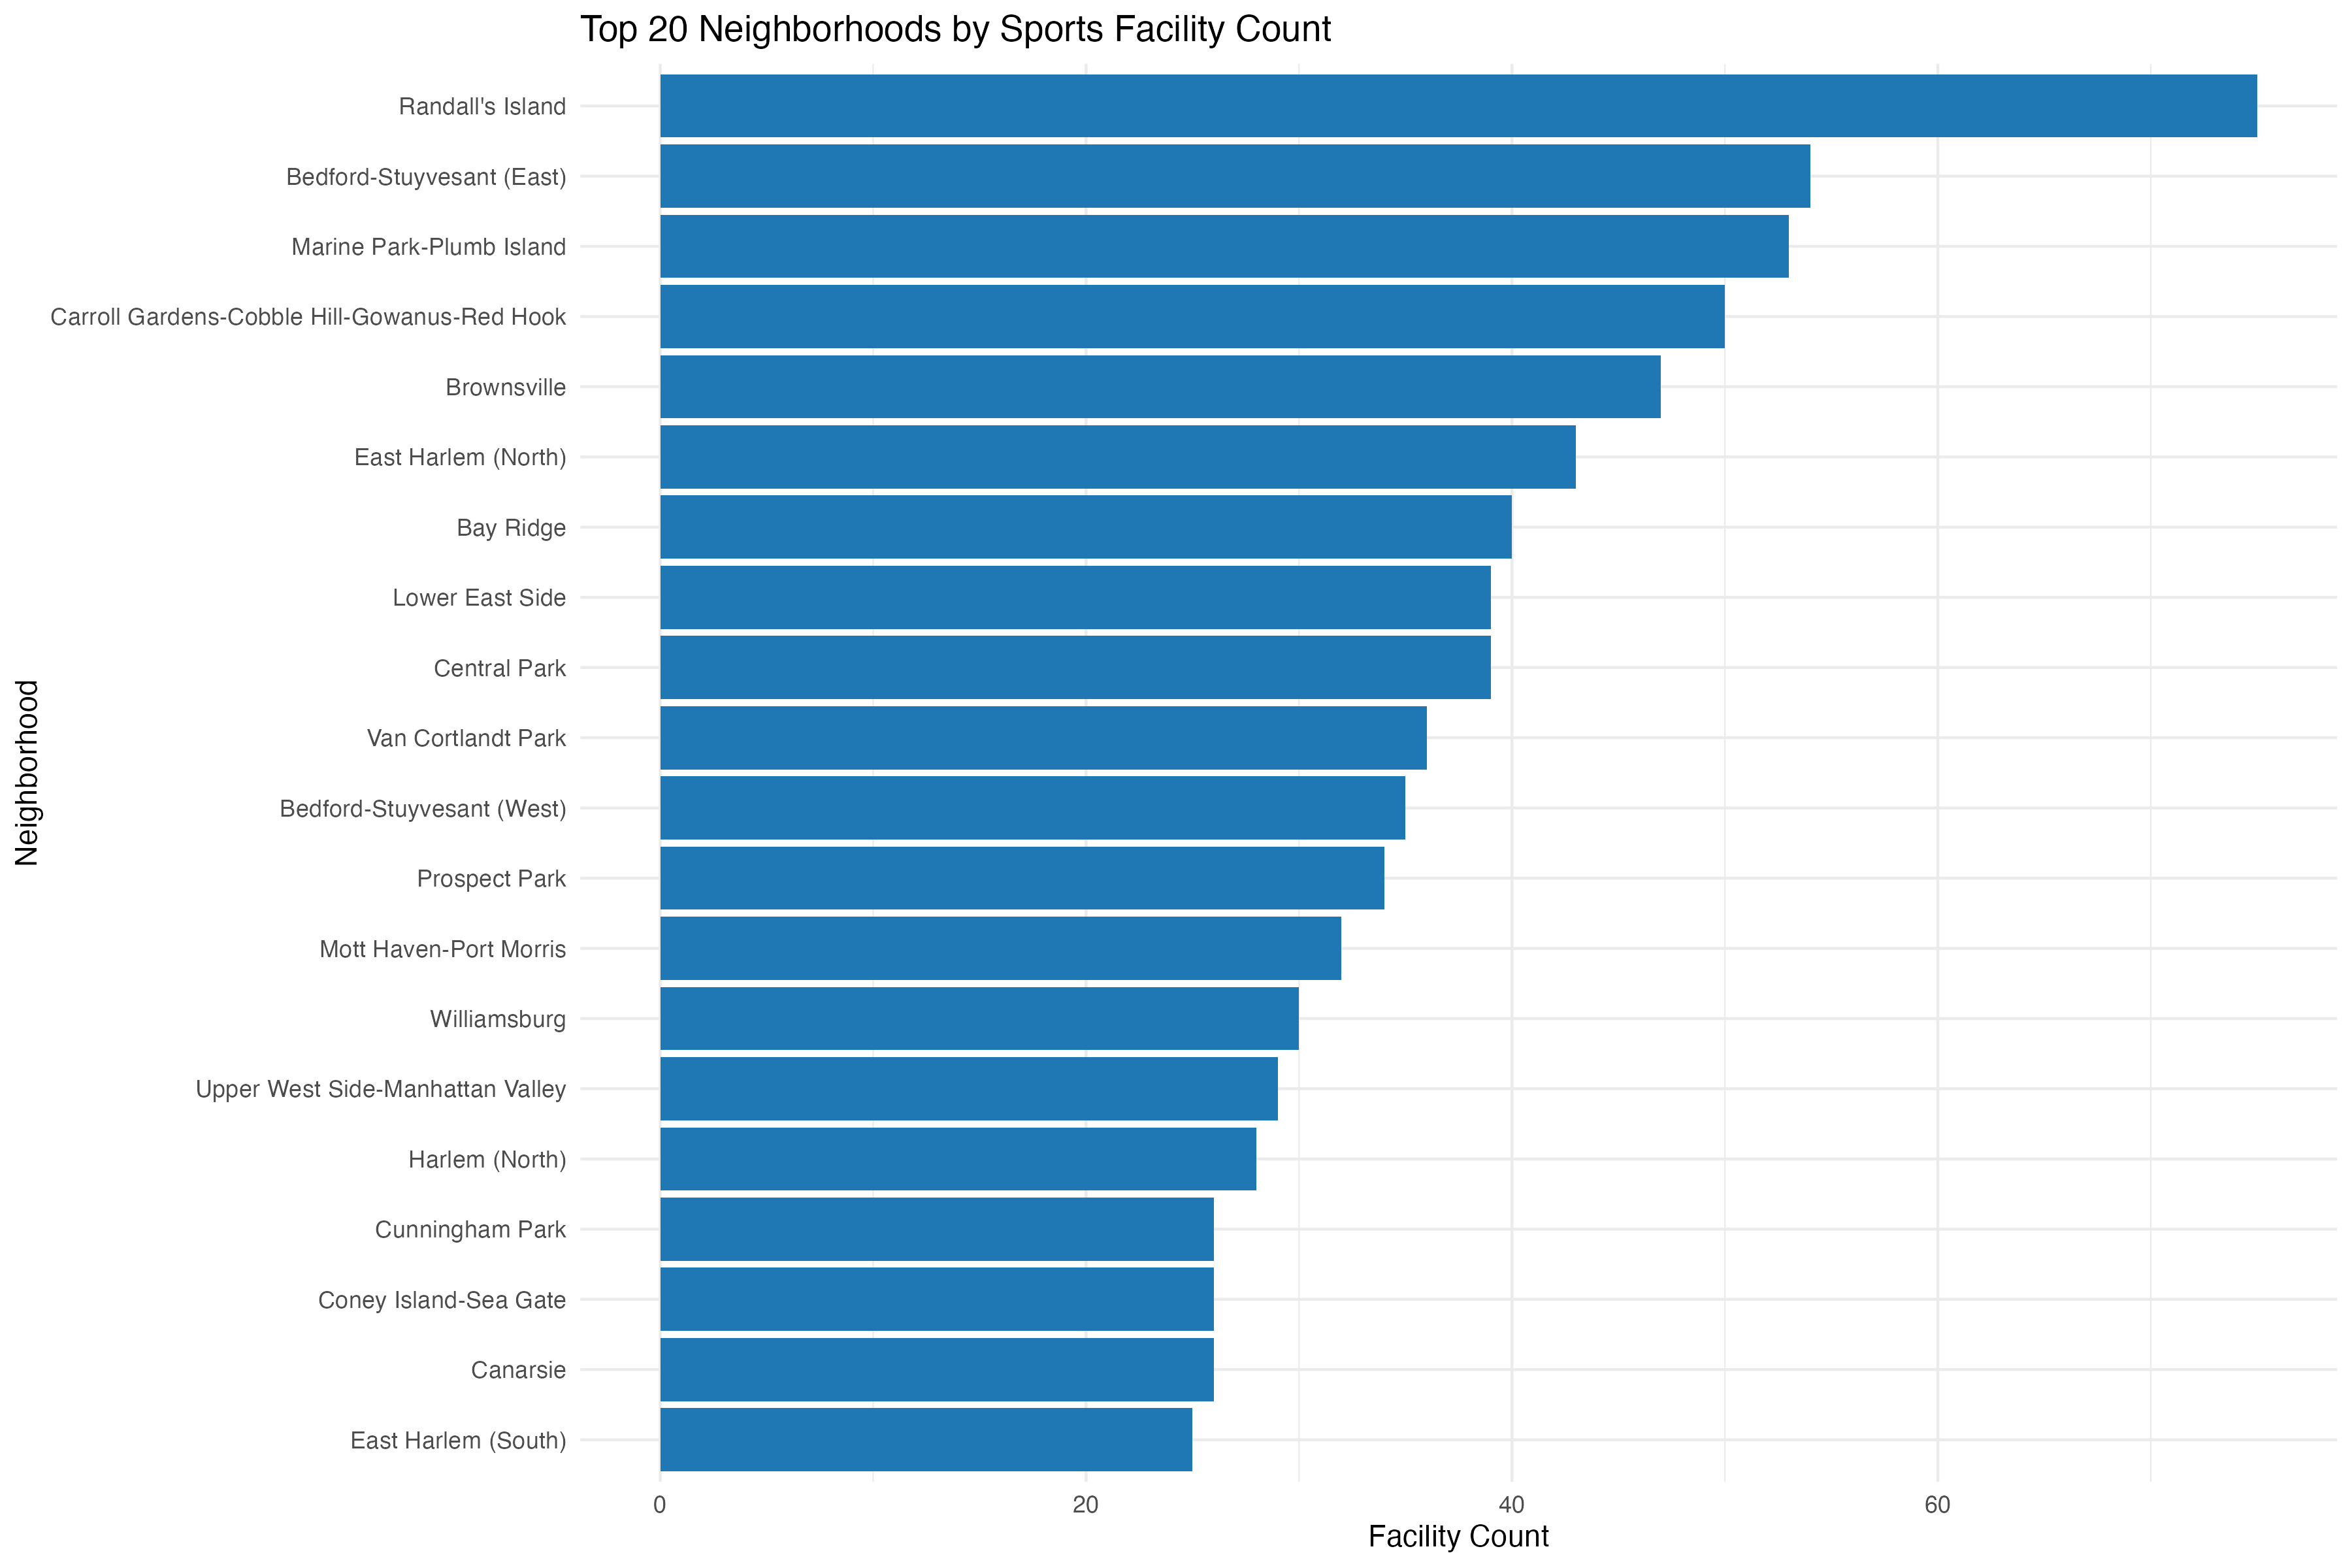 Top 20 Neighborhoods by Sports Facility Count
Neighborhood
Randall's Island
Bedford-Stuyvesant (East)
Marine Park-Plumb Island
Carroll Gardens-Cobble Hill-Gowanus-Red Hook
Brownsville
East Harlem (North)
Bay Ridge
Lower East Side
Central Park
Van Cortlandt Park
Bedford-Stuyvesant (West)
Prospect Park
Mott Haven-Port Morris
Williamsburg
Upper West Side-Manhattan Valley
Harlem (North)
Cunningham Park
Coney Island-Sea Gate
Canarsie
East Harlem (South)
0 20 40 60
Facility Count